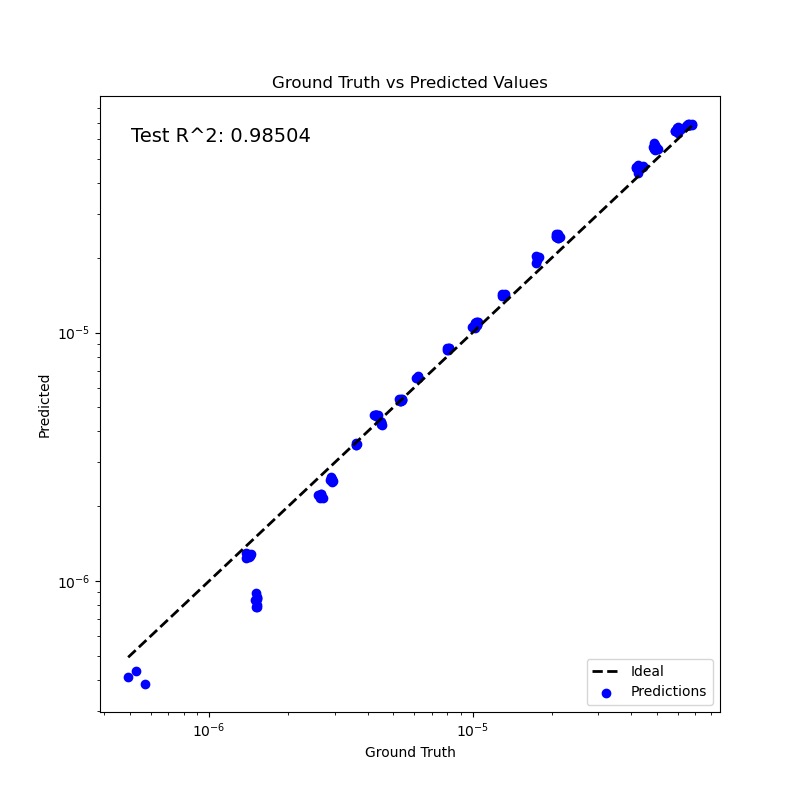 Ground Truth vs Predicted Values
Test R^2: 0.98504
10⁻⁵
10⁻⁶
Predicted
Ideal
Predictions
10⁻⁶ 10⁻⁵
Ground Truth